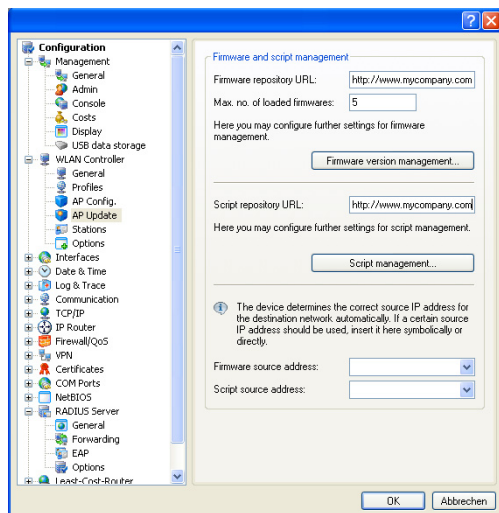 Configuration
Management
General
Admin
Console
Costs
Display
USB data storage
WLAN Controller
General
Profiles
AP Config.
AP Update
Stations
Options
Interfaces
Date & Time
Log & Trace
Communication
TCP/IP
IP Router
Firewall/QoS
VPN
Certificates
COM Ports
NetBIOS
RADIUS Server
General
Forwarding
EAP
Options
Least-Cost-Router
Firmware and script management
Firmware repository URL: http://www.mycompany.com
Max. no. of loaded firmwares: 5
Here you may configure further settings for firmware
management.
Firmware version management...
Script repository URL: http://www.mycompany.com
Here you may configure further settings for script management.
Script management...
The device determines the correct source IP address for
the destination network automatically. If a certain source
IP address should be used, insert it here symbolically or
directly.
Firmware source address:
Script source address:
OK
Abbrechen